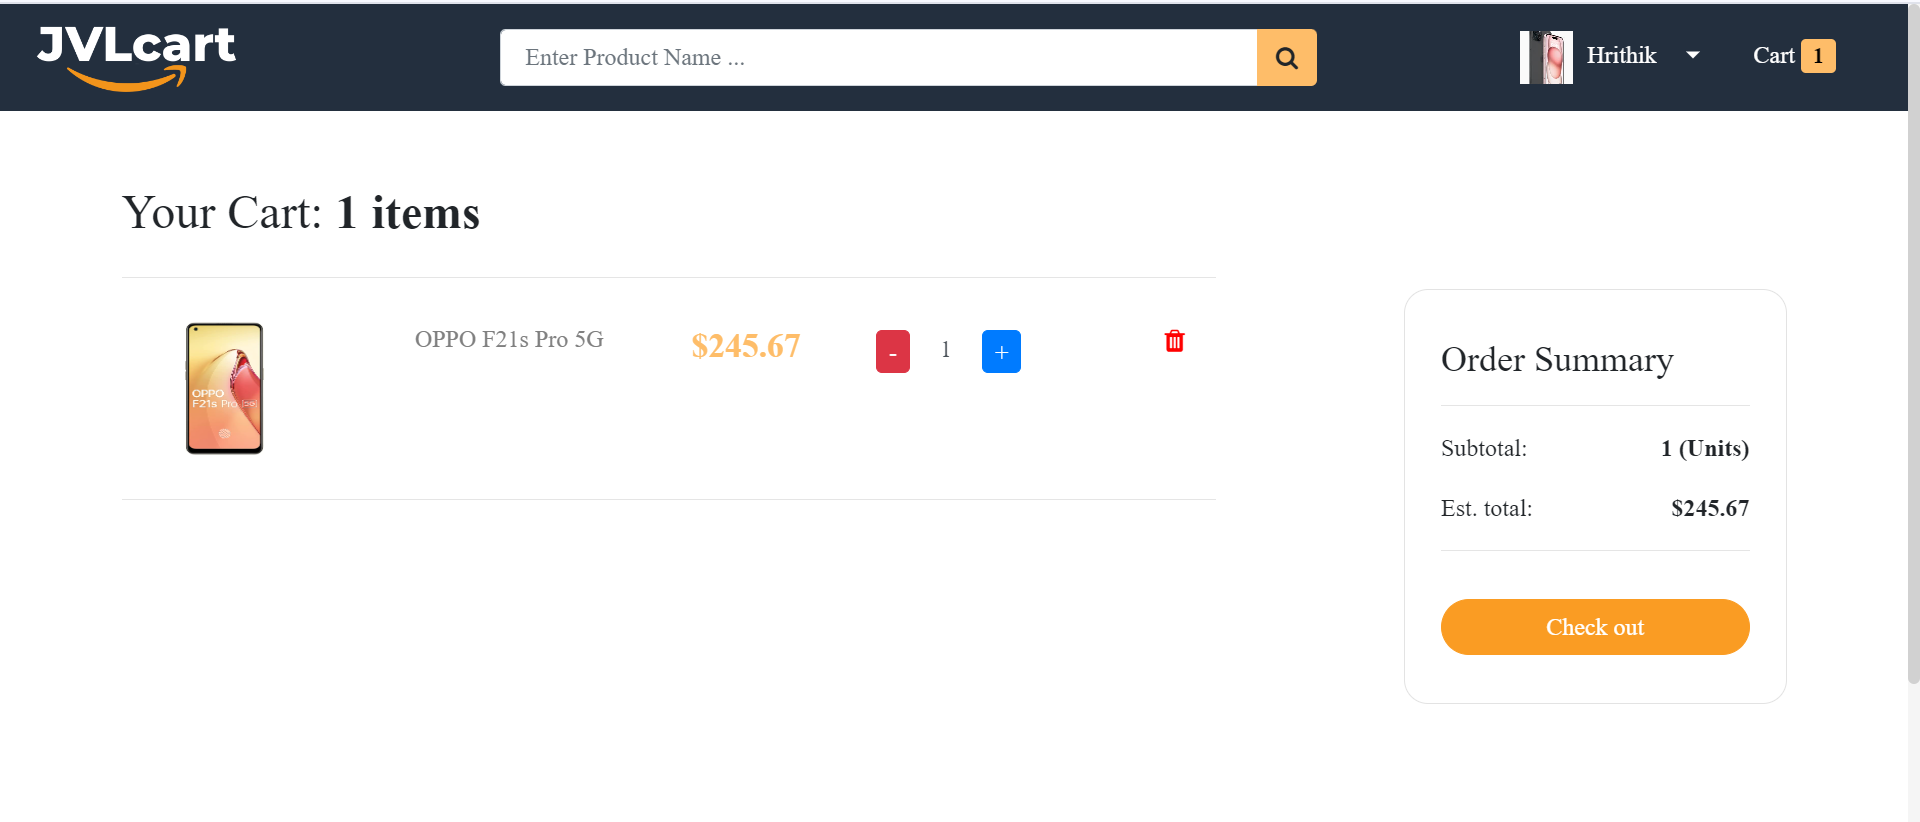 JVLcart
Enter Product Name ...
Hrithik
Cart 1
Your Cart: 1 items
OPPO F21s Pro 5G
$245.67
- 1 +
OPPO
F21s Pro
Order Summary
Subtotal: 1 (Units)
Est. total: $245.67
Check out